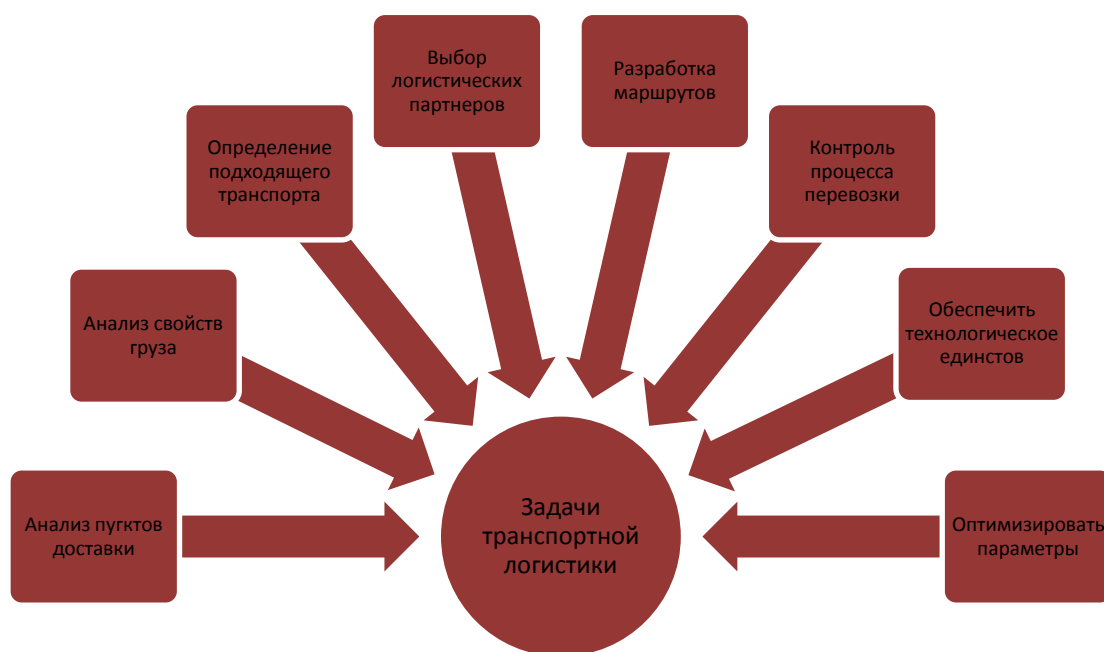 Выбор
логистических
партнеров
Разработка
маршрутов
Определение
подходящего
транспорта
Контроль
процесса
перевозки
Анализ свойств
груза
Обеспечить
технологическое
единстов
Анализ пугктов
доставки
Задачи
транспортной
логистики
Оптимизировать
параметры